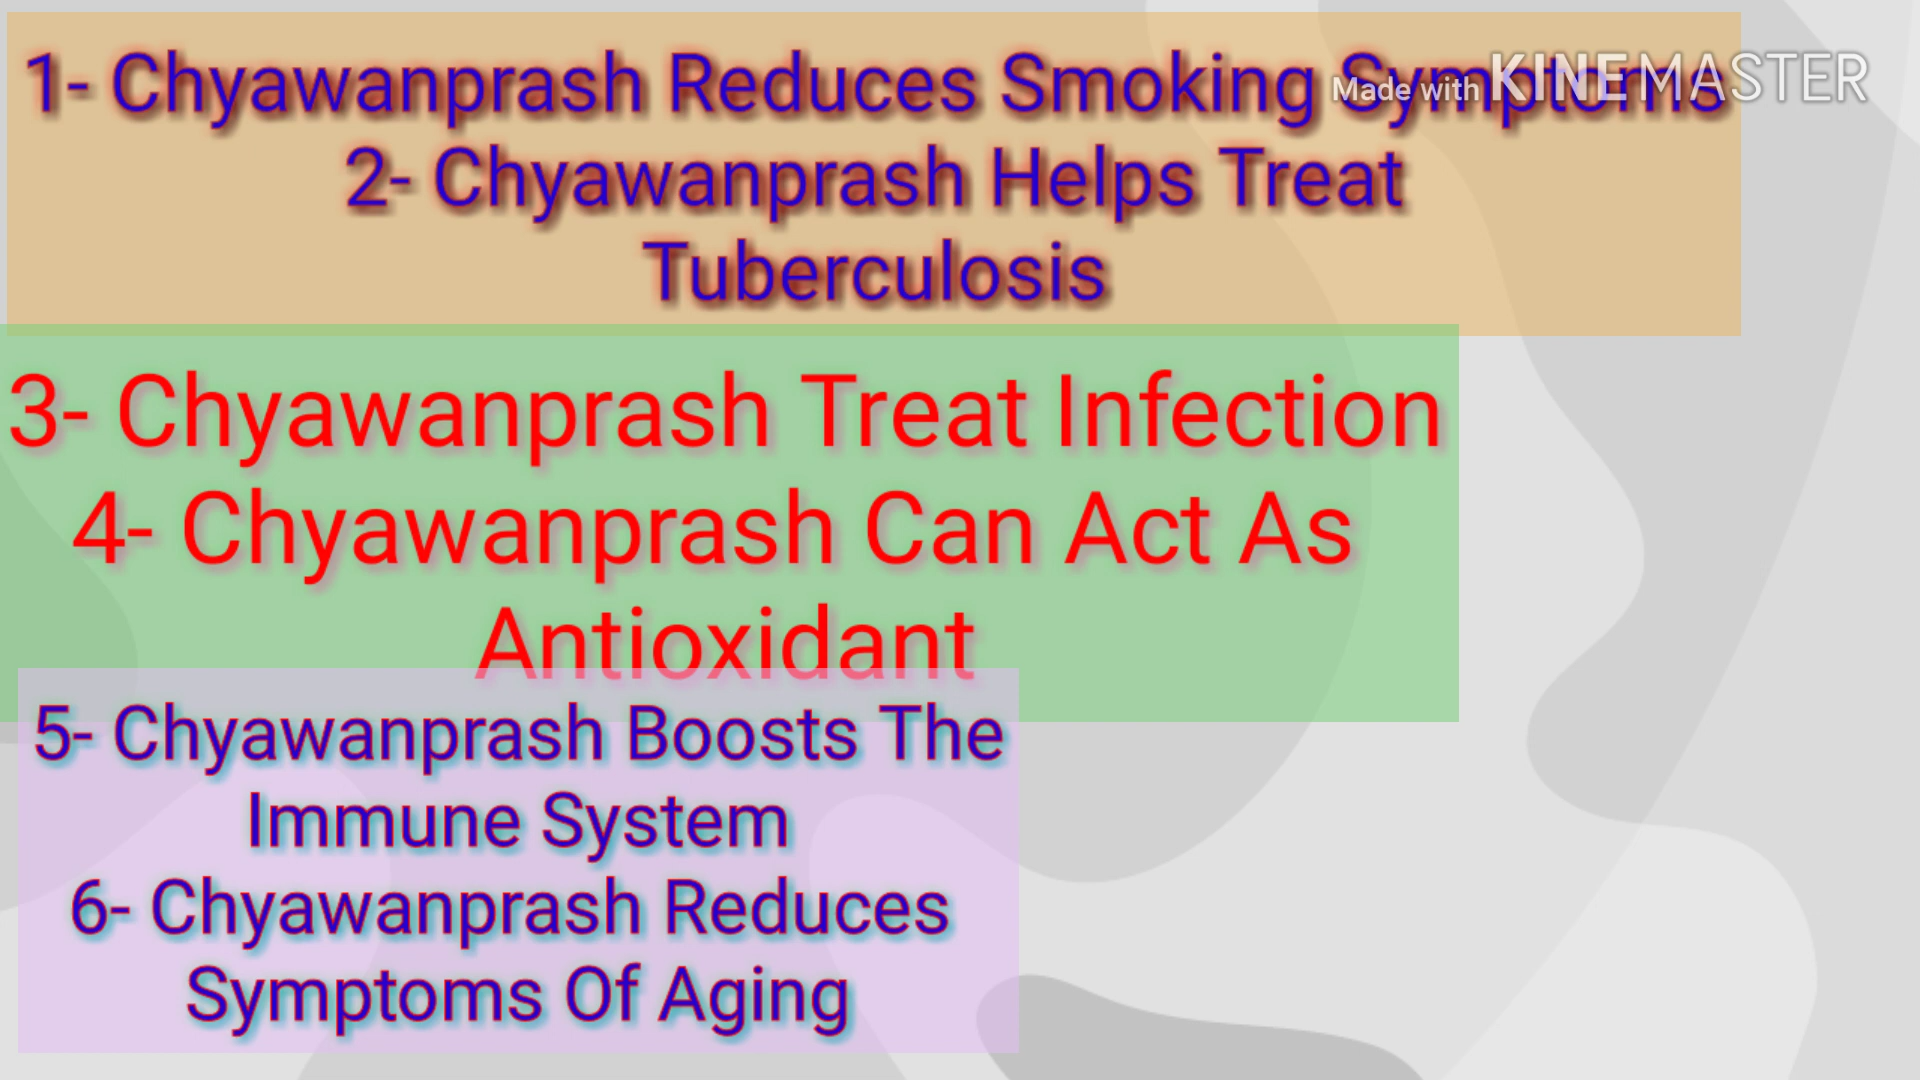 1- Chyawanprash Reduces Smoking Symptoms
Made with KINEMASTER
2- Chyawanprash Helps Treat
Tuberculosis
3- Chyawanprash Treat Infection
4- Chyawanprash Can Act As
Antioxidant
5- Chyawanprash Boosts The
Immune System
6- Chyawanprash Reduces
Symptoms Of Aging